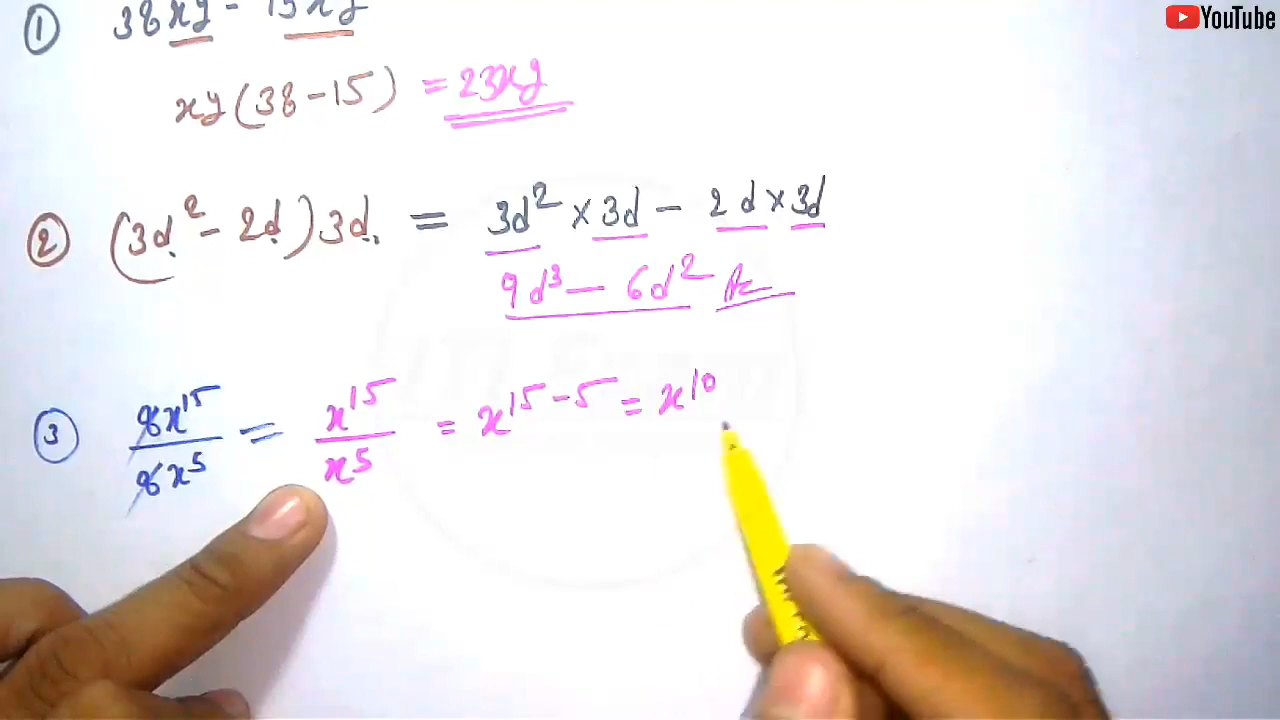 YouTube
① 38xy - 15xy
xy(38-15) = 23xy
② (3d² - 2d)3d = 3d² × 3d - 2d × 3d
9d³ - 6d²
③ 8x¹⁵/8x⁵ = x¹⁵/x⁵ = x¹⁵⁻⁵ = x¹⁰